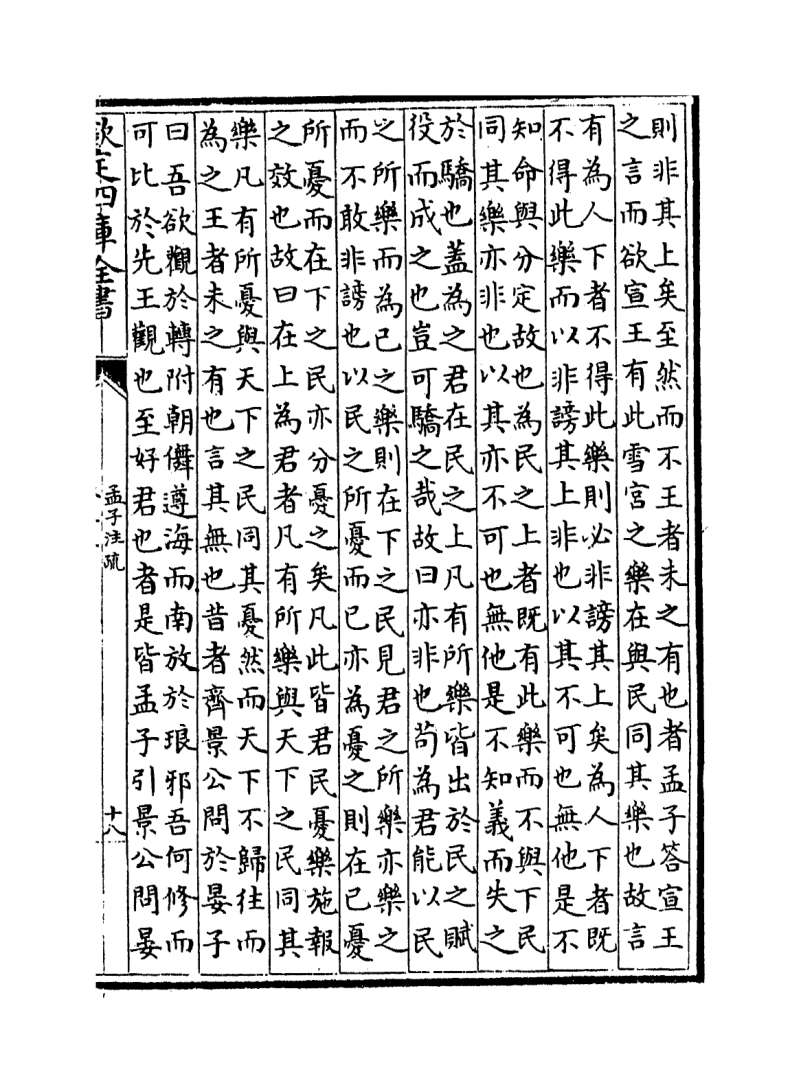 則非其上矣至然而不王者未之有也者孟子答宣王
之言而欲宣王有此雪宮之樂在與民同其樂也故言
有為人下者不得此樂則必非謗其上矣為人下者既
不得此樂而以非謗其上非也以其不可也無他是不
知命與分定故也為民之上者既有此樂而不與下民
同其樂亦非也以其亦不可也無他是不知義而失之
於驕也蓋為之君在民之上凡有所樂皆出於民之賦
役而成之也豈可驕之哉故曰亦非也苟為君能以民
之所樂而為已之樂則在下之民見君之所樂亦樂之
而不敢非謗也以民之所憂而已亦為憂之則在已憂
所憂而在下之民亦分憂之矣凡此皆君民憂樂施報
之效也故曰在上為君者凡有所樂與天下之民同其
樂凡有所憂與天下之民同其憂然而天下不歸往而
為之王者未之有也言其無也昔者齊景公問於晏子
曰吾欲觀於轉附朝儛遵海而南放於琅邪吾何修而
可比於先王觀也至好君也者是皆孟子引景公問晏
欽定四庫全書
孟子注疏
十八